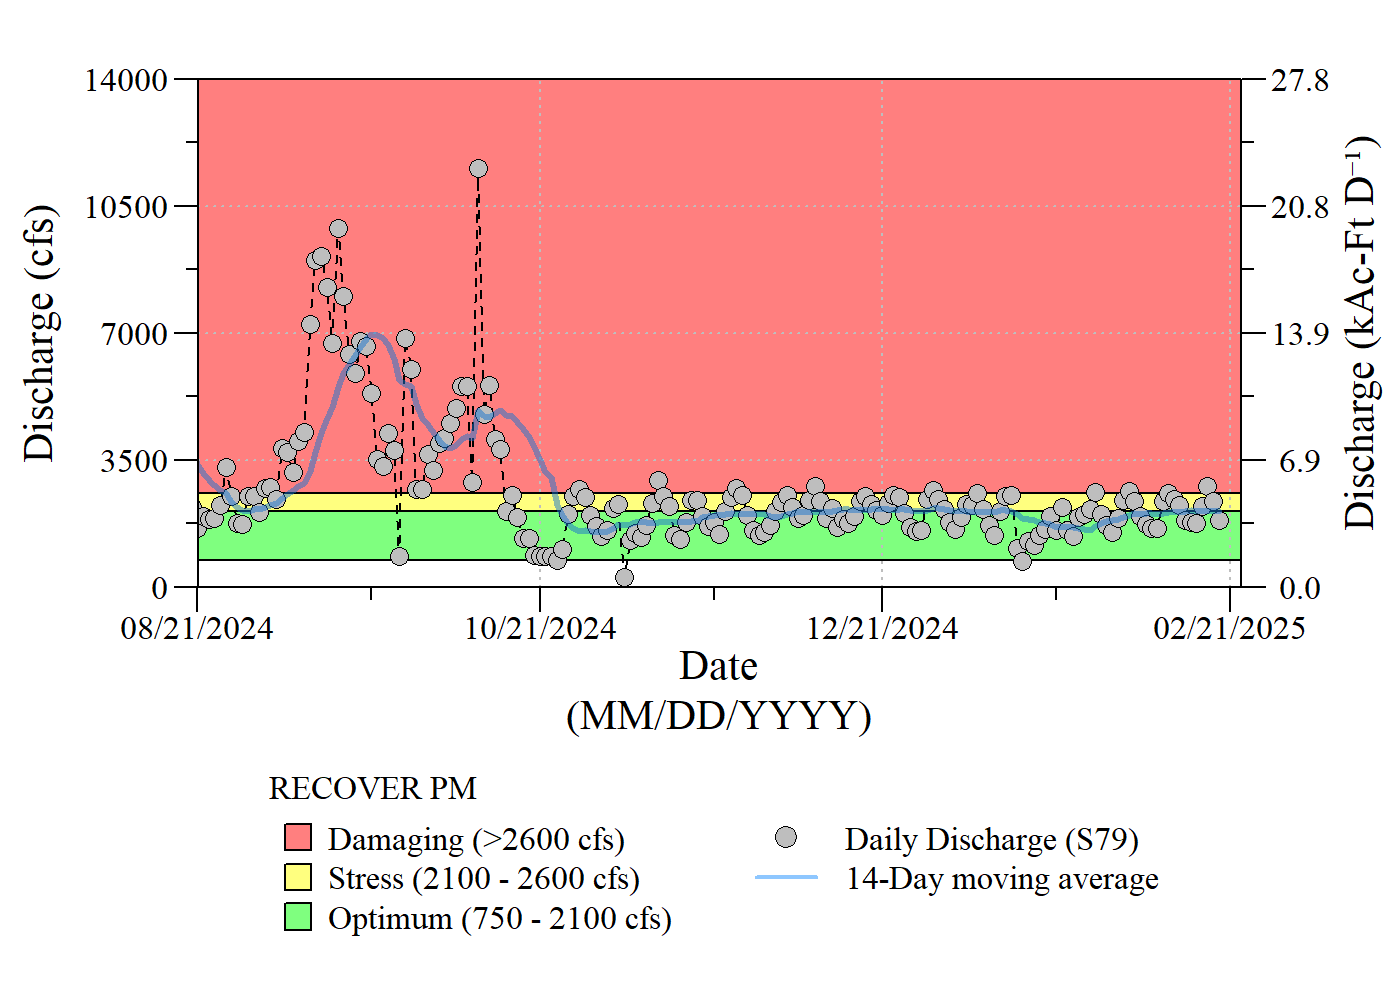 14000
10500
7000
3500
0
Discharge (cfs)
27.8
20.8
13.9
6.9
0.0
Discharge (kAc-Ft D⁻¹)
08/21/2024
10/21/2024
12/21/2024
02/21/2025
Date
(MM/DD/YYYY)
RECOVER PM
Damaging (>2600 cfs)
Stress (2100 - 2600 cfs)
Optimum (750 - 2100 cfs)
Daily Discharge (S79)
14-Day moving average